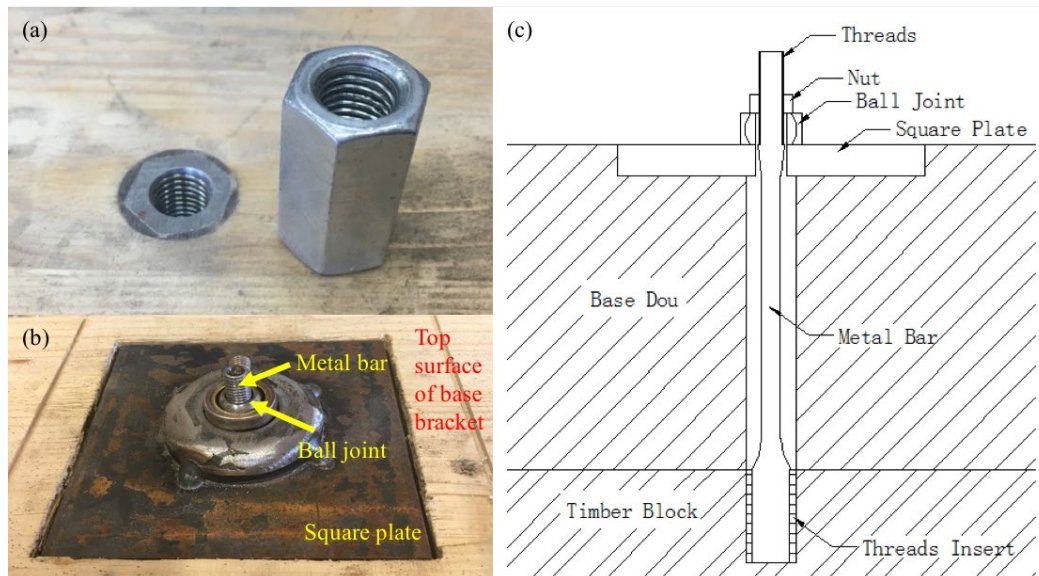 (a)
(b)
Metal bar
Ball joint
Square plate
Top
surface
of base
bracket
(c)
Threads
Nut
Ball Joint
Square Plate
Base Dou
Metal Bar
Timber Block
Threads Insert